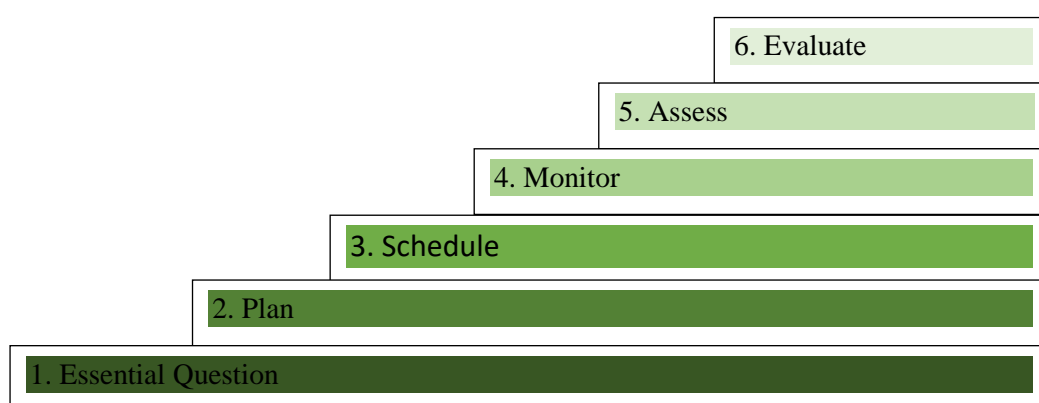 6. Evaluate
5. Assess
4. Monitor
3. Schedule
2. Plan
1. Essential Question